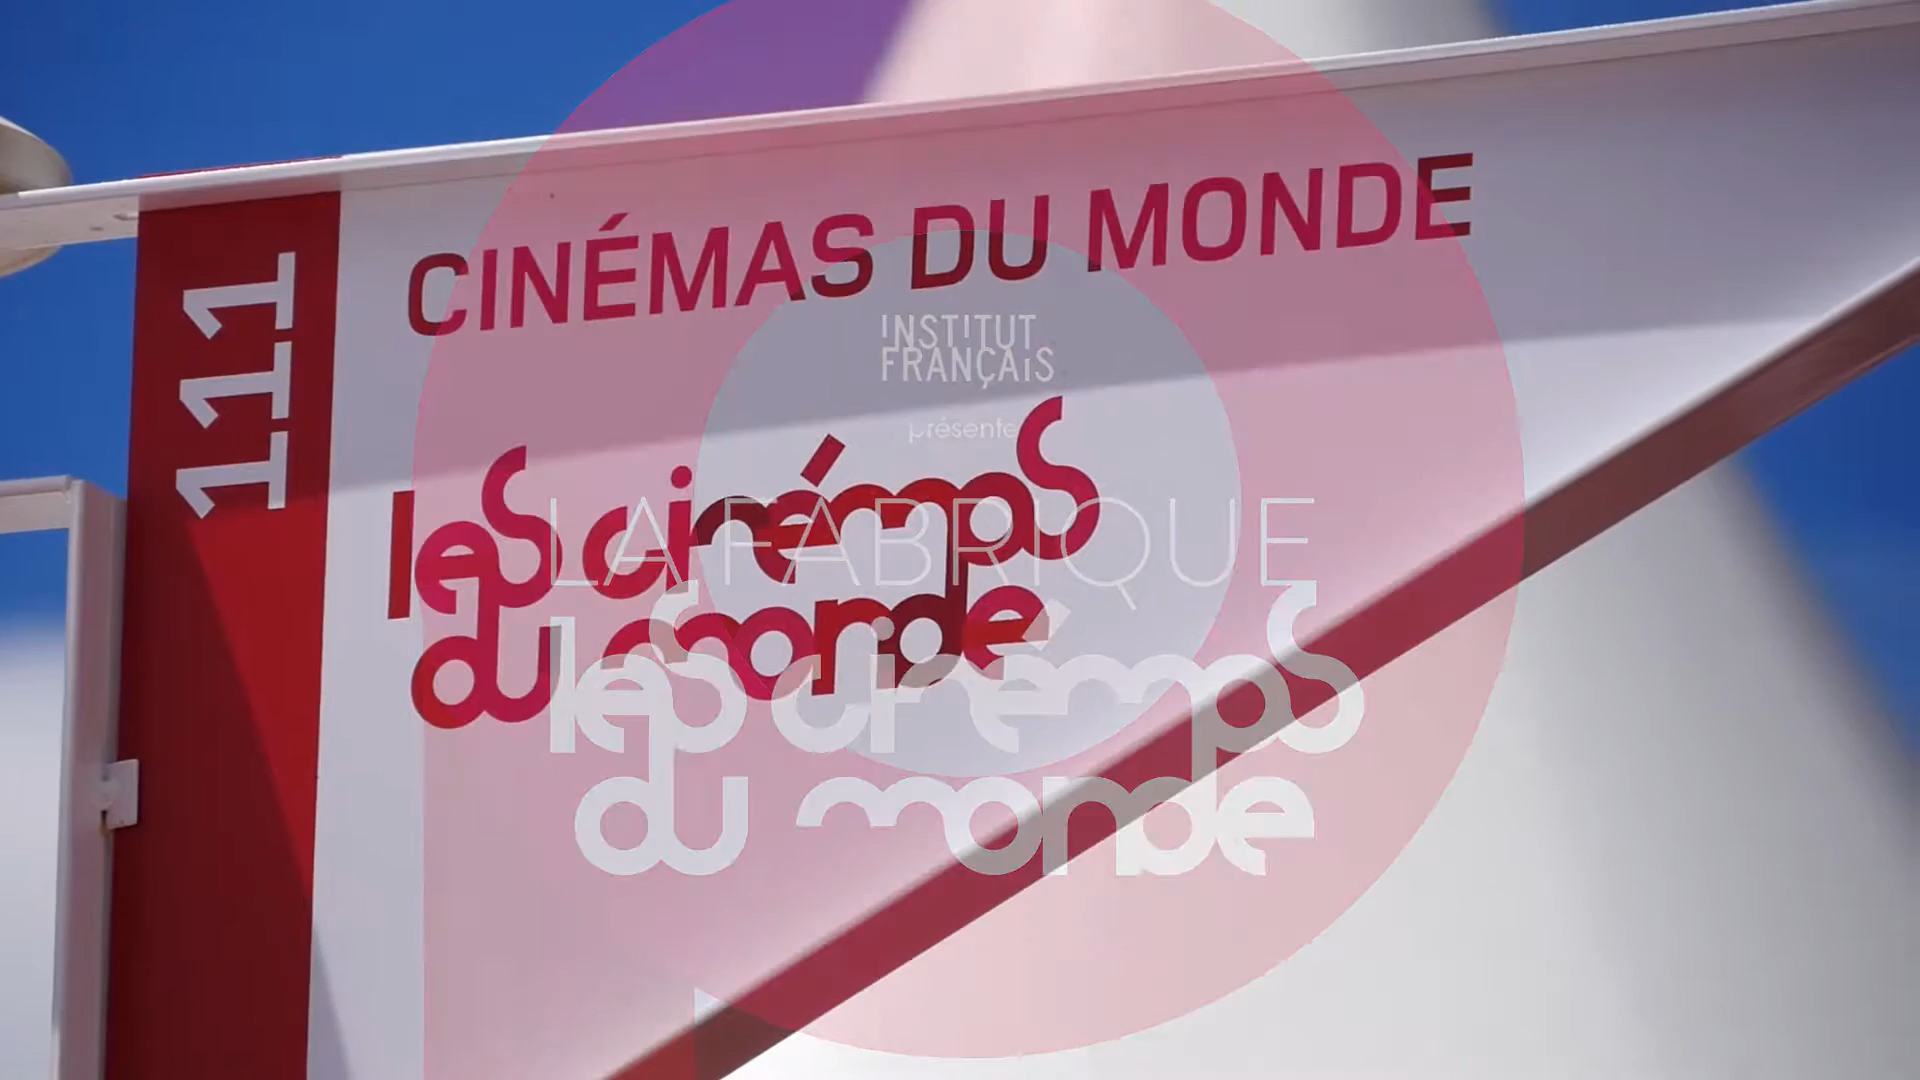 111
CINÉMAS DU MONDE
les cinémas
du monde
INSTITUT
FRANÇAIS
présente
LA FABRIQUE
les cinémas
du monde